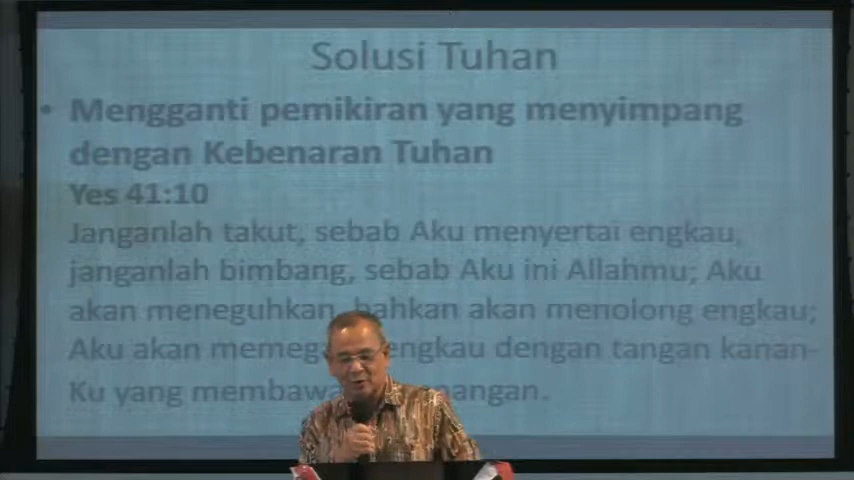 Solusi Tuhan
• Mengganti pemikiran yang menyimpang
dengan Kebenaran Tuhan
Yes 41:10
Janganlah takut, sebab Aku menyertai engkau,
janganlah bimbang, sebab Aku ini Allahmu; Aku
akan meneguhkan, bahkan akan menolong engkau;
Aku akan engkau dengan tangan kanan-
Ku yang